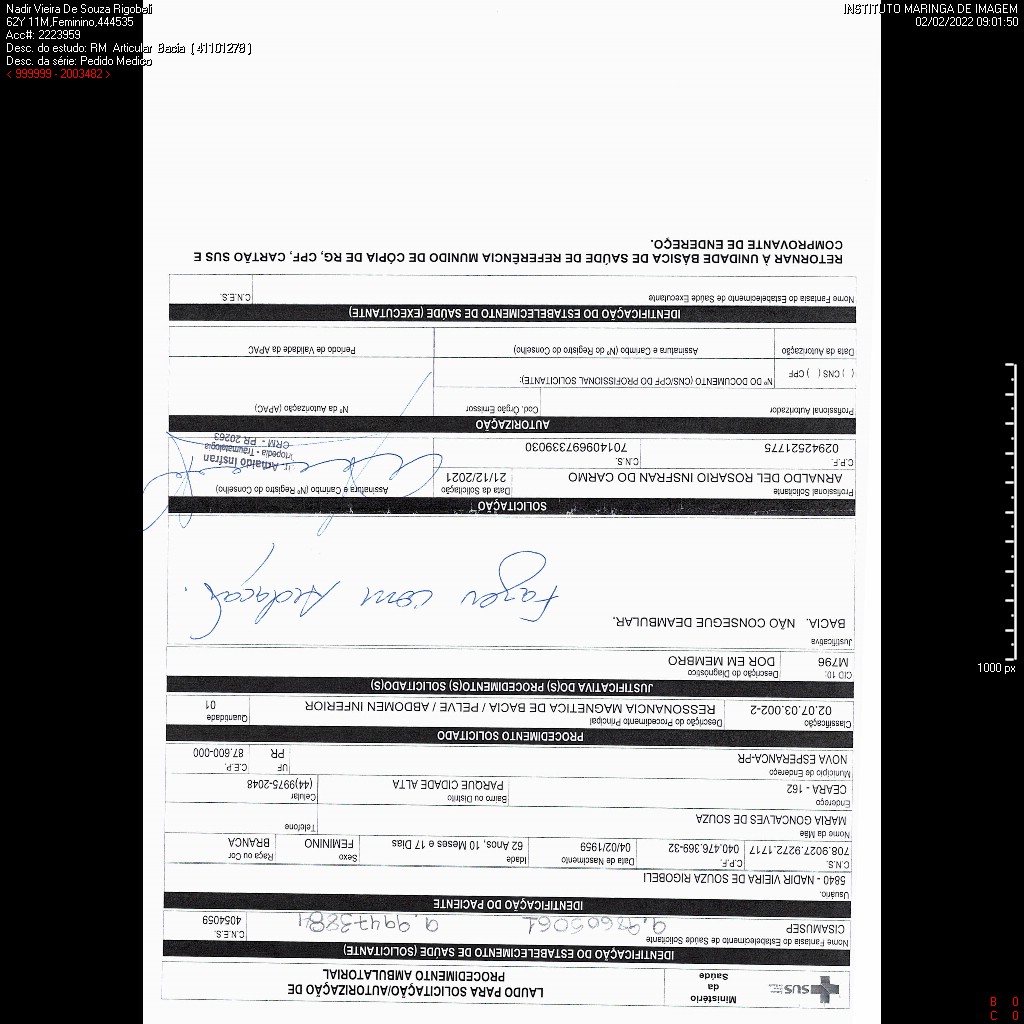 Nadir Vieira De Souza Rigobeli
62Y 11M,Feminino,444535
Acc#: 2223959
Desc. do estudo: RM Articular Bacia (41101278)
Desc. da série: Pedido Medico
< 999999 - 2003482 >
INSTITUTO MARINGA DE IMAGEM
02/02/2022 09:01:50
SUS
Ministério da Saúde
LAUDO PARA SOLICITAÇÃO/AUTORIZAÇÃO DE
PROCEDIMENTO AMBULATORIAL
IDENTIFICAÇÃO DO ESTABELECIMENTO DE SAÚDE (SOLICITANTE)
Nome Fantasia do Estabelecimento de Saúde Solicitante C.N.E.S.
CISAMUSEP 9.98605061 9.99473884 4054059
IDENTIFICAÇÃO DO PACIENTE
Usuário.
5840 - NADIR VIEIRA DE SOUZA RIGOBELI
C.N.S. C.P.F. Data de Nascimento Idade Sexo Raça ou Cor
708.9027.9272.1717 040.476.369-32 04/02/1959 62 Anos, 10 Meses e 17 Dias FEMININO BRANCA
Nome da Mãe Telefone
MARIA GONCALVES DE SOUZA
Endereço Bairro ou Distrito Celular
CEARA - 162 PARQUE CIDADE ALTA (44)9975-2048
Município de Endereço UF C.E.P.
NOVA ESPERANCA-PR PR 87.600-000
PROCEDIMENTO SOLICITADO
Classificação Descrição do Procedimento Principal Quantidade
02.07.03.002-2 RESSONANCIA MAGNETICA DE BACIA / PELVE / ABDOMEN INFERIOR 01
JUSTIFICATIVA DO(S) PROCEDIMENTO(S) SOLICITADO(S)
CID 10: Descrição do Diagnóstico
M796 DOR EM MEMBRO
Justificativa
BACIA. NÃO CONSEGUE DEAMBULAR.
Fazer com sedação.
SOLICITAÇÃO
Profissional Solicitante Data da Solicitação Assinatura e Carimbo (Nº Registro do Conselho)
ARNALDO DEL ROSARIO INSFRAN DO CARMO 21/12/2021
C.P.F. C.N.S.
02942521775 701409697339030
Dr. Arnaldo Insfran
Ortopedia - Traumatologia
CRM - PR 20263
AUTORIZAÇÃO
Profissional Autorizador Cod. Orgão Emissor Nº da Autorização (APAC)
( ) CNS ( ) CPF Nº DO DOCUMENTO (CNS/CPF DO PROFISSIONAL SOLICITANTE):
Data da Autorização Assinatura e Carimbo (Nº do Registro do Conselho) Período de Validade da APAC
IDENTIFICAÇÃO DO ESTABELECIMENTO DE SAÚDE (EXECUTANTE)
Nome Fantasia do Estabelecimento de Saúde Executante C.N.E.S.
RETORNAR À UNIDADE BÁSICA DE SAÚDE DE REFERÊNCIA MUNIDO DE CÓPIA DE RG, CPF, CARTÃO SUS E
COMPROVANTE DE ENDEREÇO.
1000 px
B 0
C 0